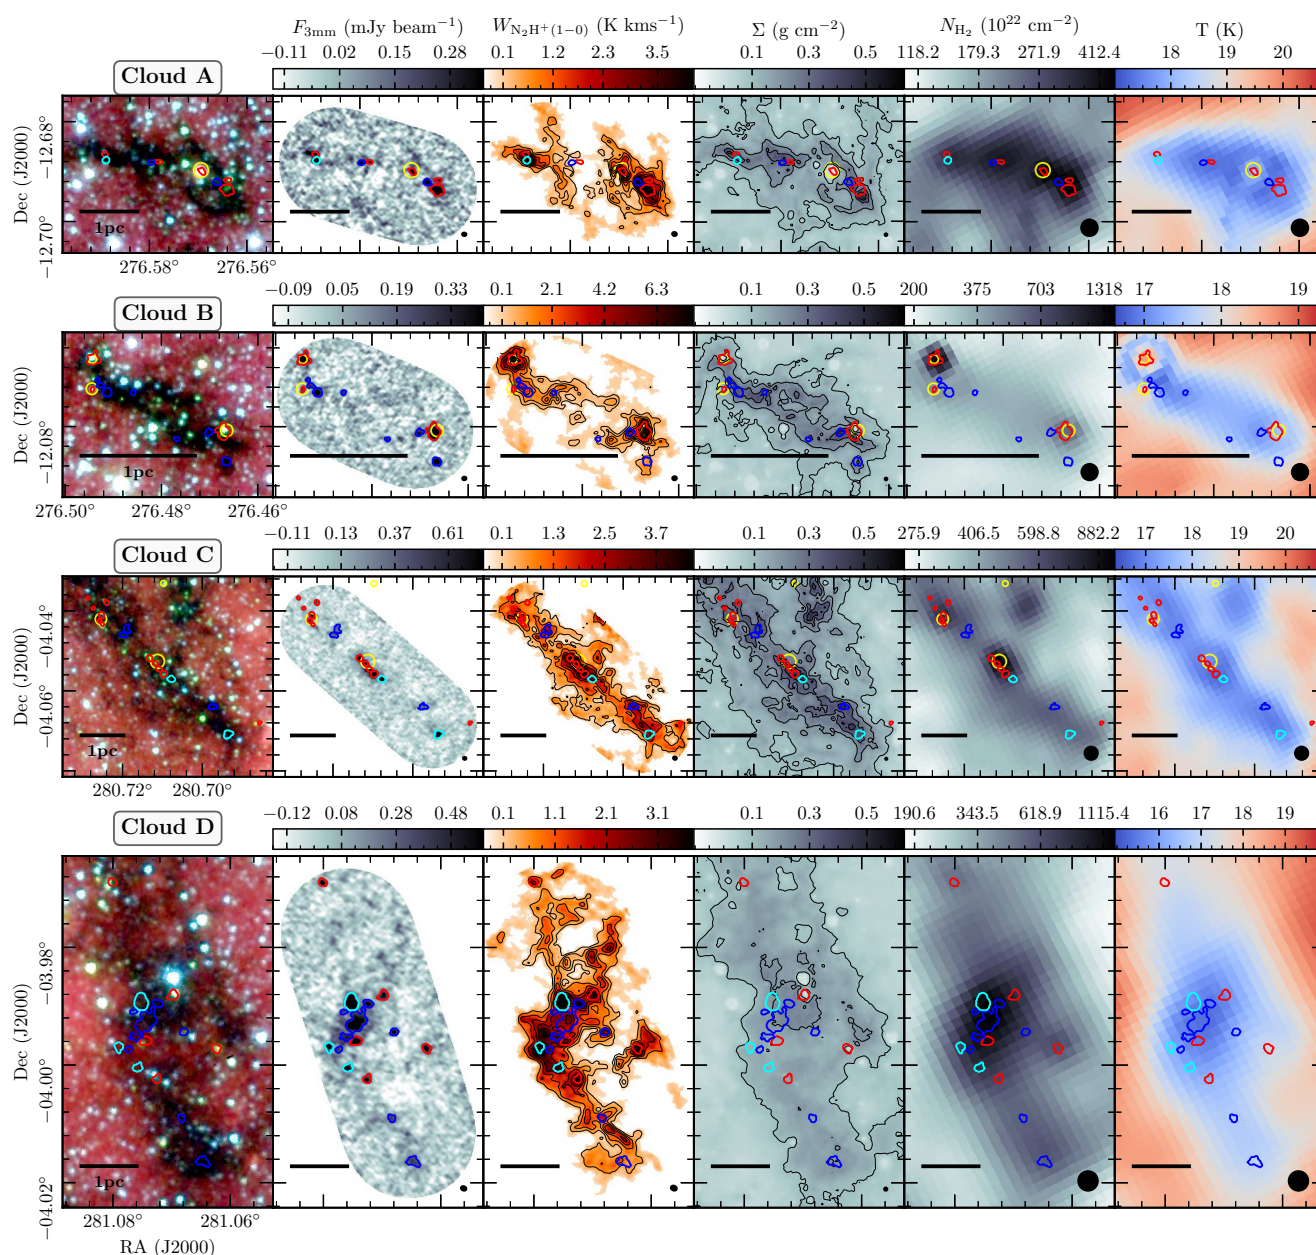 F3mm (mJy beam−1) WN2H+(1−0) (K kms−1) Σ (g cm−2) NH2 (1022 cm−2) T (K)
−0.11 0.02 0.19 0.28 0.1 1.2 2.3 3.5 0.1 0.3 0.5 118.2 179.3 271.9 412.4 18 19 20
Cloud A
Dec (J2000)
−12.68°
−12.70°
1pc
276.58° 276.56°
−0.09 0.05 0.19 0.33 0.1 2.1 4.2 6.3 0.1 0.3 0.5 200 375 703 1318 17 18 19
Cloud B
Dec (J2000)
−12.08°
1pc
276.50° 276.48° 276.46°
−0.11 0.13 0.37 0.61 0.1 1.3 2.5 3.7 0.1 0.3 0.5 275.9 406.5 598.8 882.2 17 18 19 20
Cloud C
Dec (J2000)
−04.04°
−04.06°
1pc
280.72° 280.70°
−0.12 0.08 0.28 0.48 0.1 1.1 2.1 3.1 0.1 0.3 0.5 190.6 343.5 618.9 1115.4 16 17 18 19
Cloud D
Dec (J2000)
−03.98°
−04.00°
−04.02°
1pc
281.08° 281.06°
RA (J2000)